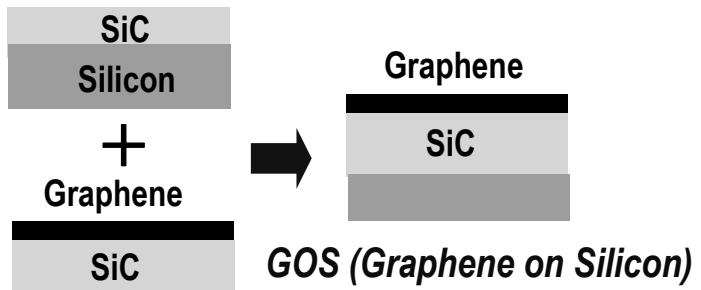 SiC
Silicon
+
Graphene
SiC
Graphene
SiC
GOS (Graphene on Silicon)